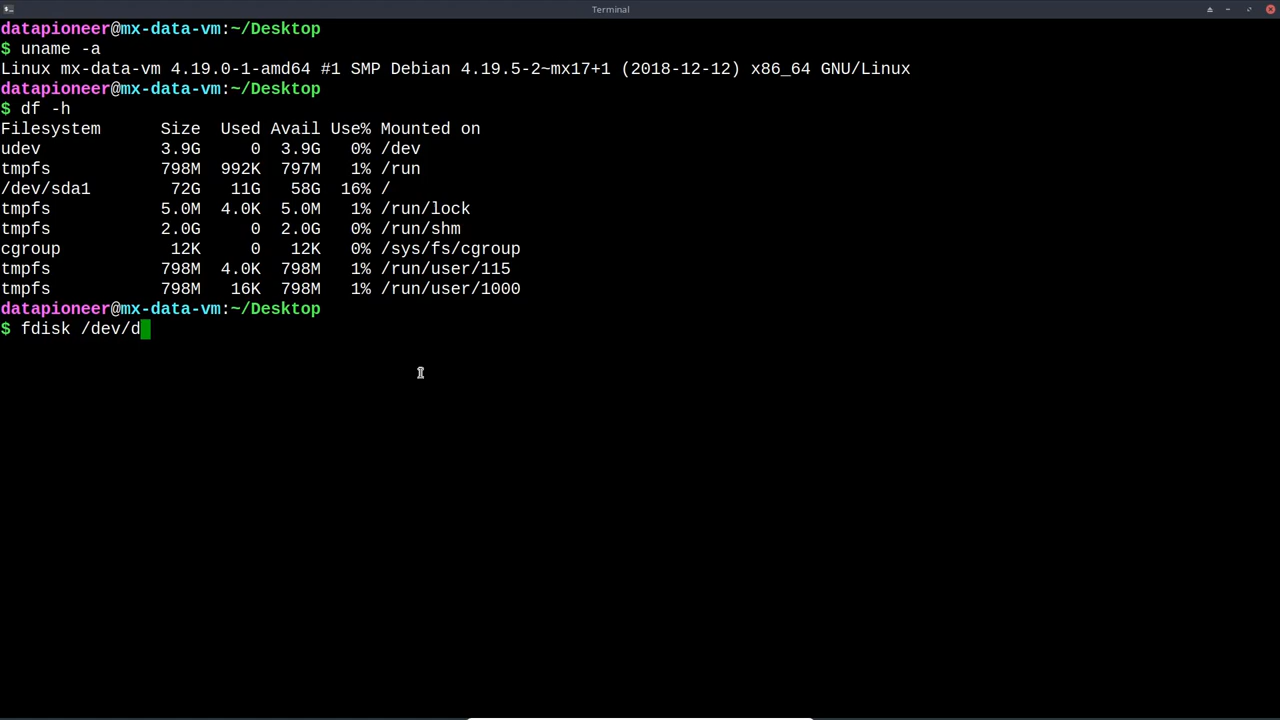 Terminal
datapioneer@mx-data-vm:~/Desktop
$ uname -a
Linux mx-data-vm 4.19.0-1-amd64 #1 SMP Debian 4.19.5-2~mx17+1 (2018-12-12) x86_64 GNU/Linux
datapioneer@mx-data-vm:~/Desktop
$ df -h
Filesystem      Size  Used Avail Use% Mounted on
udev            3.9G     0  3.9G   0% /dev
tmpfs           798M  992K  797M   1% /run
/dev/sda1        72G   11G   58G  16% /
tmpfs           5.0M  4.0K  5.0M   1% /run/lock
tmpfs           2.0G     0  2.0G   0% /run/shm
cgroup           12K     0   12K   0% /sys/fs/cgroup
tmpfs           798M  4.0K  798M   1% /run/user/115
tmpfs           798M   16K  798M   1% /run/user/1000
datapioneer@mx-data-vm:~/Desktop
$ fdisk /dev/d